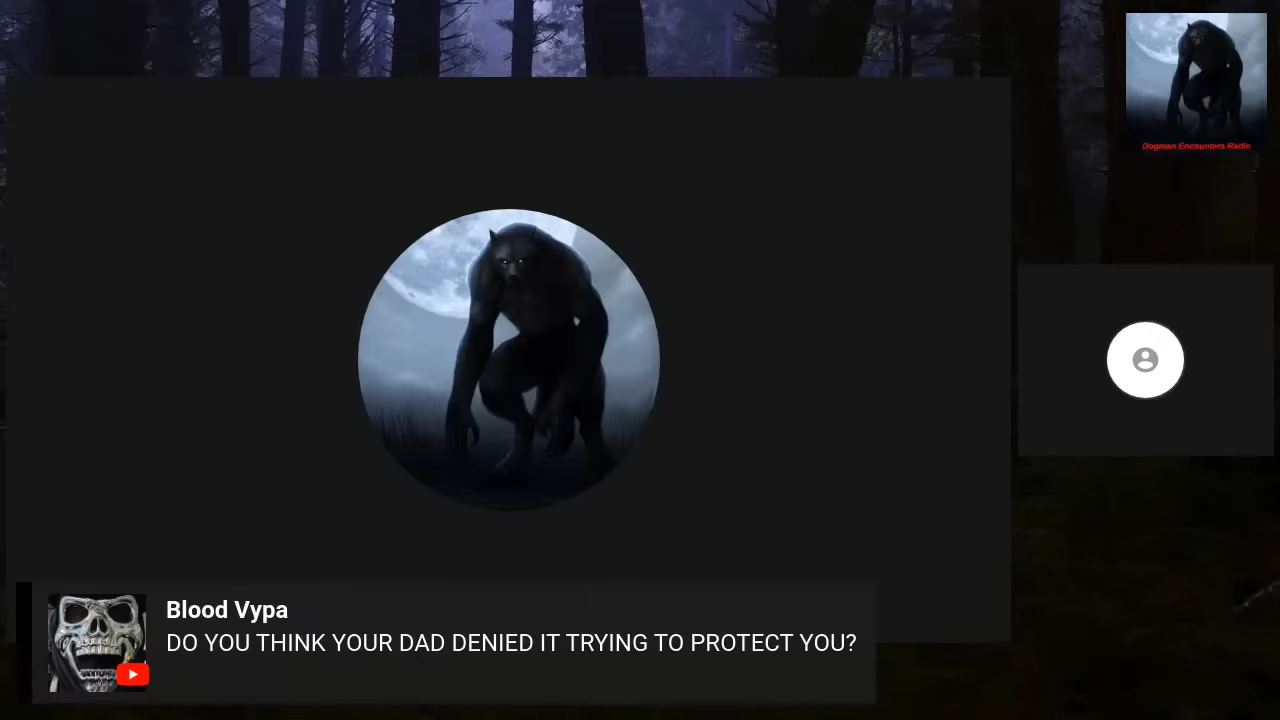 Dogman Encounters Radio
Blood Vypa
DO YOU THINK YOUR DAD DENIED IT TRYING TO PROTECT YOU?